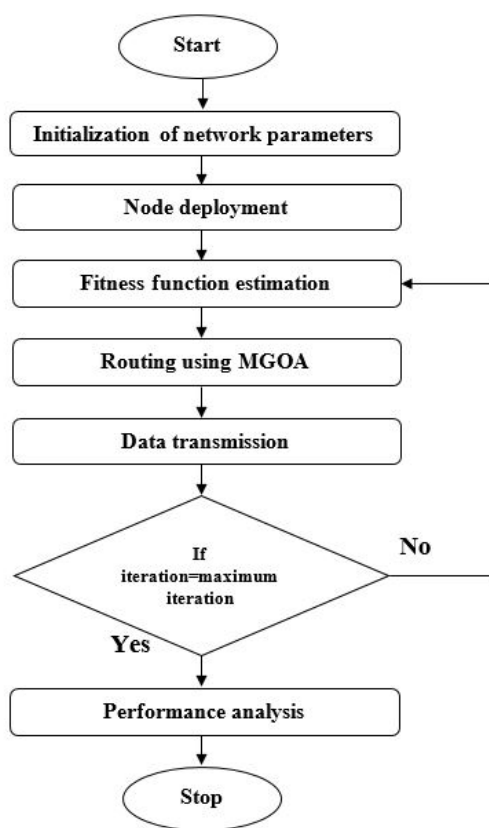 Start
Initialization of network parameters
Node deployment
Fitness function estimation
Routing using MGOA
Data transmission
If
iteration=maximum
iteration
No
Yes
Performance analysis
Stop